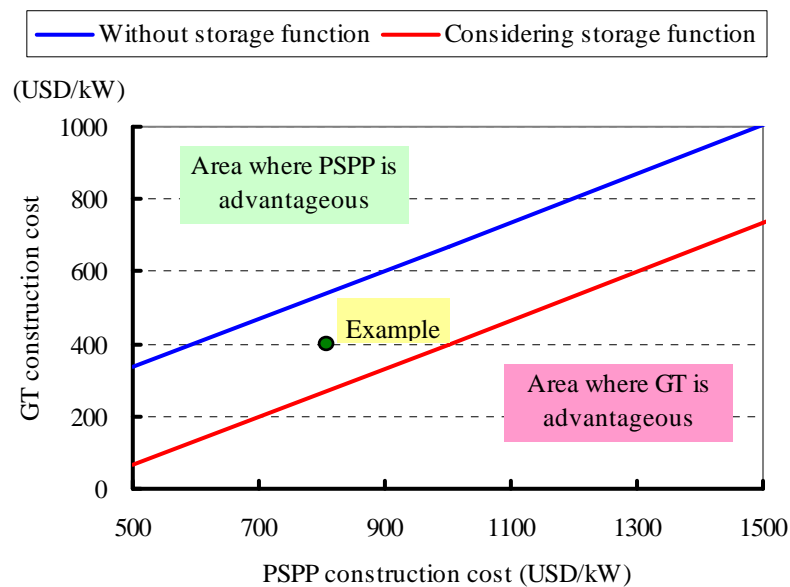 Without storage function Considering storage function
(USD/kW)
1000
800
600
400
200
0
GT construction cost
Area where PSPP is
advantageous
Example
Area where GT is
advantageous
500 700 900 1100 1300 1500
PSPP construction cost (USD/kW)